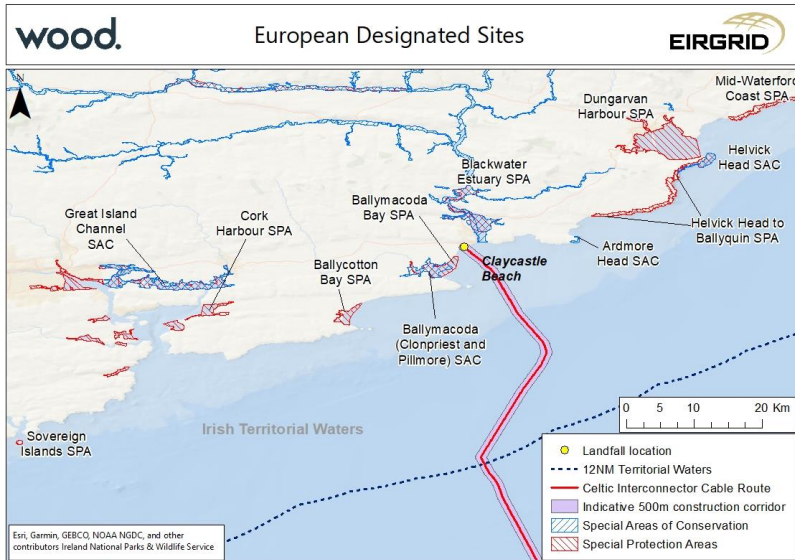 wood.
European Designated Sites
EIRGRID
N
Mid-Waterford
Coast SPA
Dungarvan
Harbour SPA
Helvick
Head SAC
Blackwater
Estuary SPA
Ballymacoda
Bay SPA
Great Island
Channel
SAC
Cork
Harbour SPA
Helvick Head to
Ballyquin SPA
Ardmore
Head SAC
Claycastle
Beach
Ballycotton
Bay SPA
Ballymacoda
(Clonpriest and
Pillmore) SAC
Irish Territorial Waters
Sovereign
Islands SPA
0 5 10 20 Km
Landfall location
12NM Territorial Waters
Celtic Interconnector Cable Route
Indicative 500m construction corridor
Special Areas of Conservation
Special Protection Areas
Esri, Garmin, GEBCO, NOAA NGDC, and other
contributors Ireland National Parks & Wildlife Service